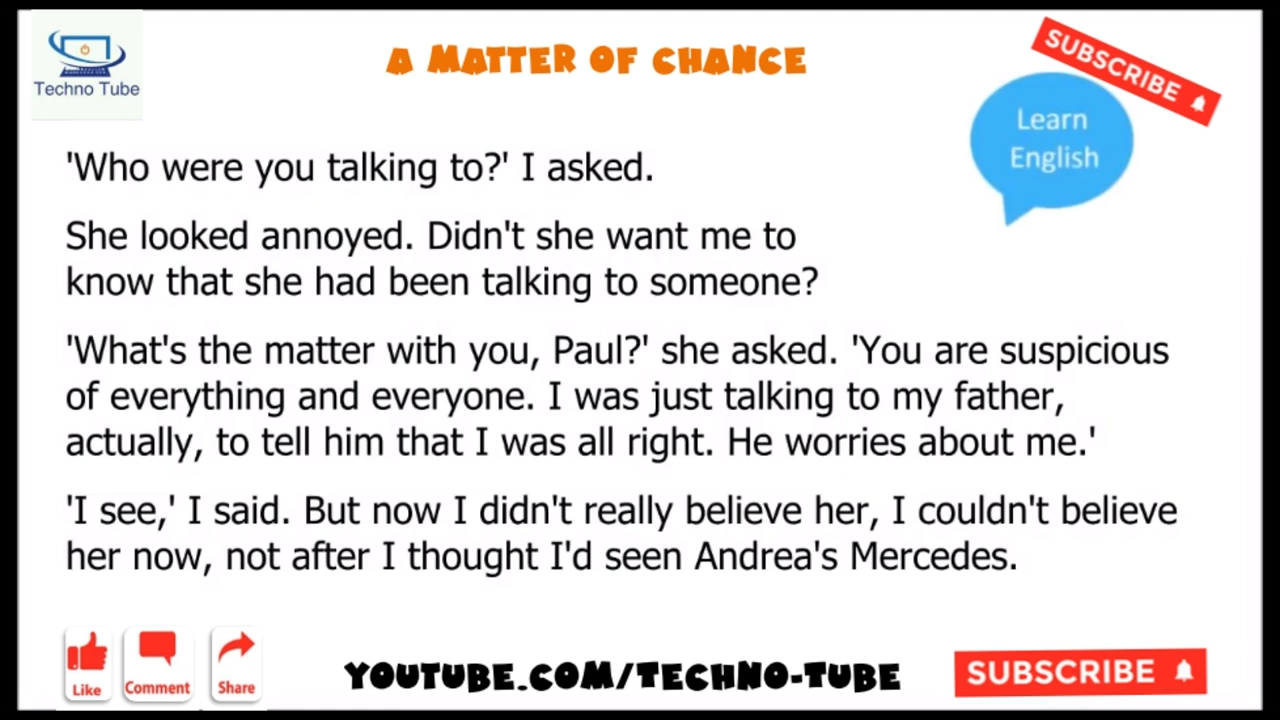 A MATTER OF CHANCE
SUBSCRIBE
Techno Tube
Learn
English
'Who were you talking to?' I asked.
She looked annoyed. Didn't she want me to
know that she had been talking to someone?
'What's the matter with you, Paul?' she asked. 'You are suspicious
of everything and everyone. I was just talking to my father,
actually, to tell him that I was all right. He worries about me.'
'I see,' I said. But now I didn't really believe her, I couldn't believe
her now, not after I thought I'd seen Andrea's Mercedes.
Like
Comment
Share
YOUTUBE.COM/TECHNO-TUBE
SUBSCRIBE